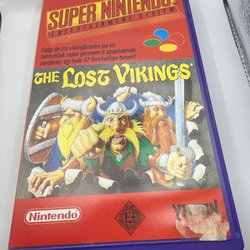 SUPER NINTENDO
ENTERTAINMENT SYSTEM
Følg de tre vikingbrødre på en
fantastisk rejse gennem 6 spændende
verdener og hele 37 forskellige baner!
THE LOST VIKINGS
Nintendo